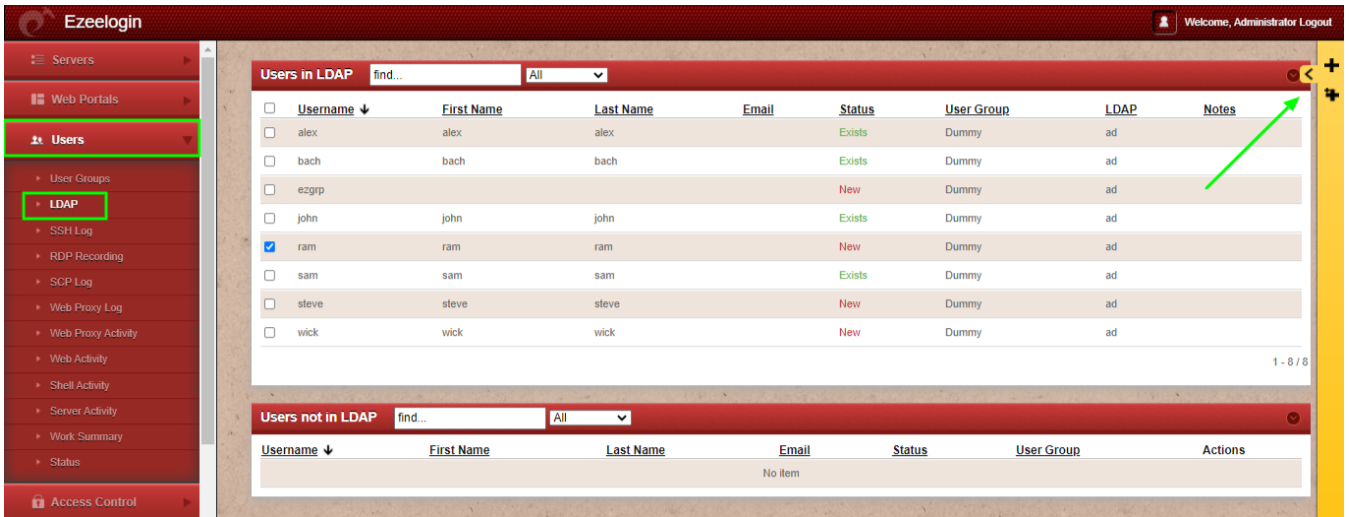 Ezeelogin
Welcome, Administrator Logout
Servers
Web Portals
Users
User Groups
LDAP
SSH Log
RDP Recording
SCP Log
Web Proxy Log
Web Proxy Activity
Web Activity
Shell Activity
Server Activity
Work Summary
Status
Access Control
Users in LDAP find... All
Username First Name Last Name Email Status User Group LDAP Notes
alex alex alex Exists Dummy ad
bach bach bach Exists Dummy ad
ezgrp New Dummy ad
john john john Exists Dummy ad
ram ram ram New Dummy ad
sam sam sam Exists Dummy ad
steve steve steve New Dummy ad
wick wick wick New Dummy ad
1 - 8 / 8
Users not in LDAP find... All
Username First Name Last Name Email Status User Group Actions
No item